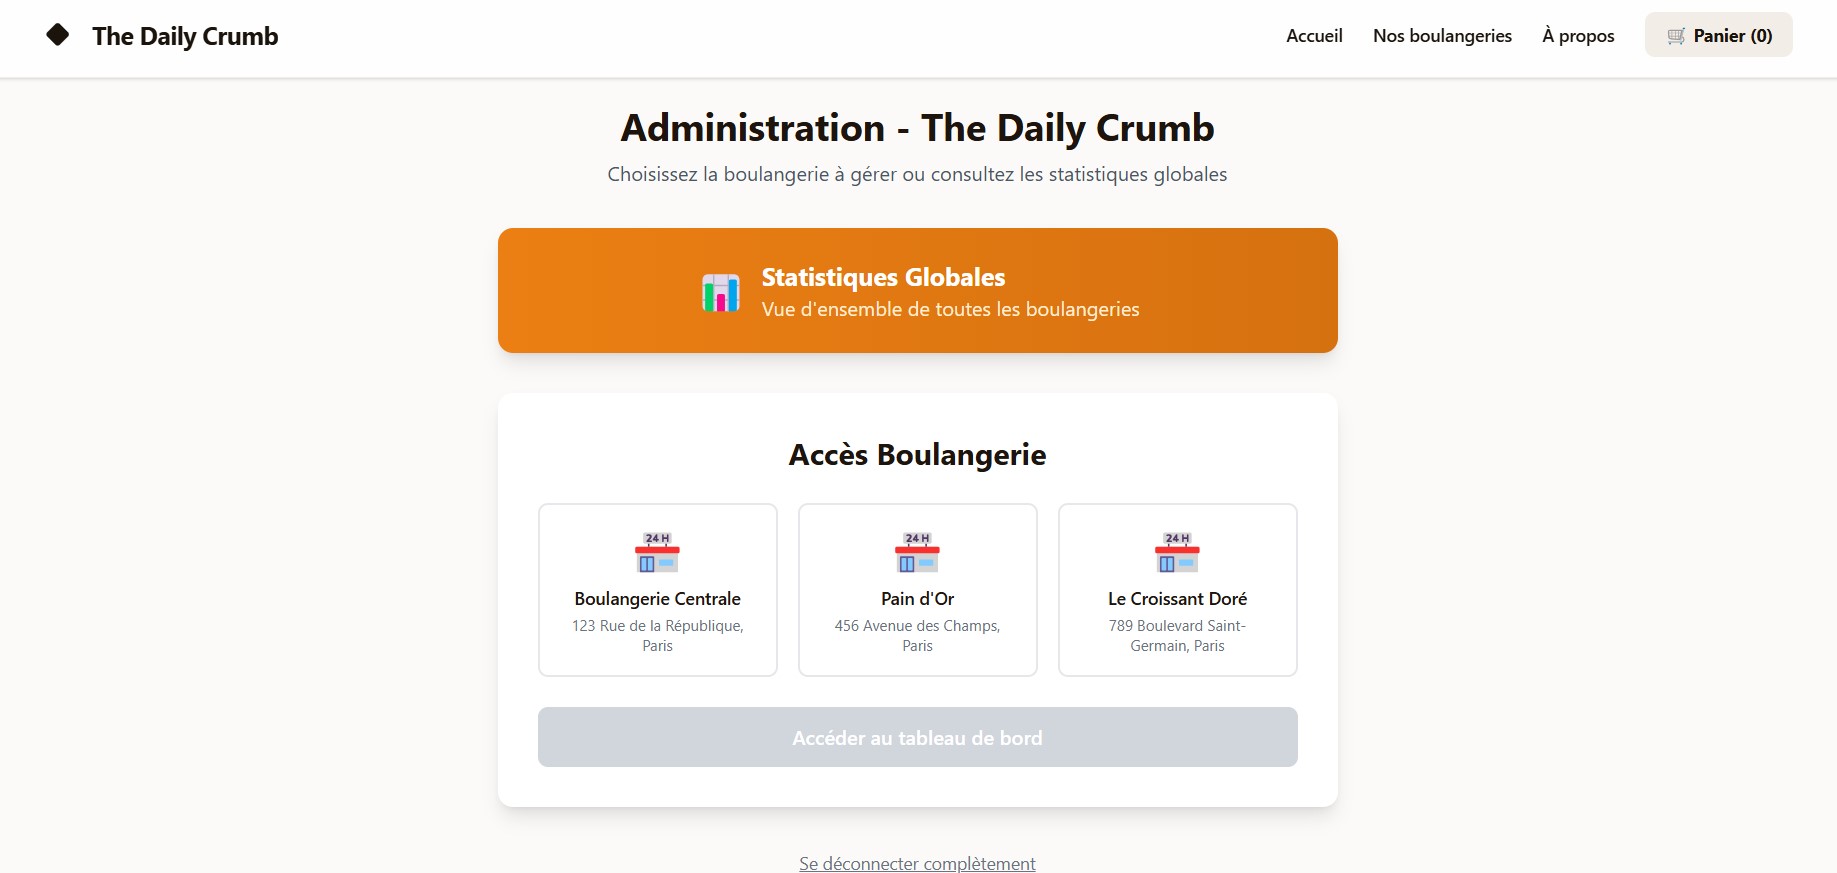 The Daily Crumb
Accueil
Nos boulangeries
À propos
Panier (0)
Administration - The Daily Crumb
Choisissez la boulangerie à gérer ou consultez les statistiques globales
Statistiques Globales
Vue d'ensemble de toutes les boulangeries
Accès Boulangerie
24 H
Boulangerie Centrale
123 Rue de la République,
Paris
24 H
Pain d'Or
456 Avenue des Champs,
Paris
24 H
Le Croissant Doré
789 Boulevard Saint-
Germain, Paris
Accéder au tableau de bord
Se déconnecter complètement